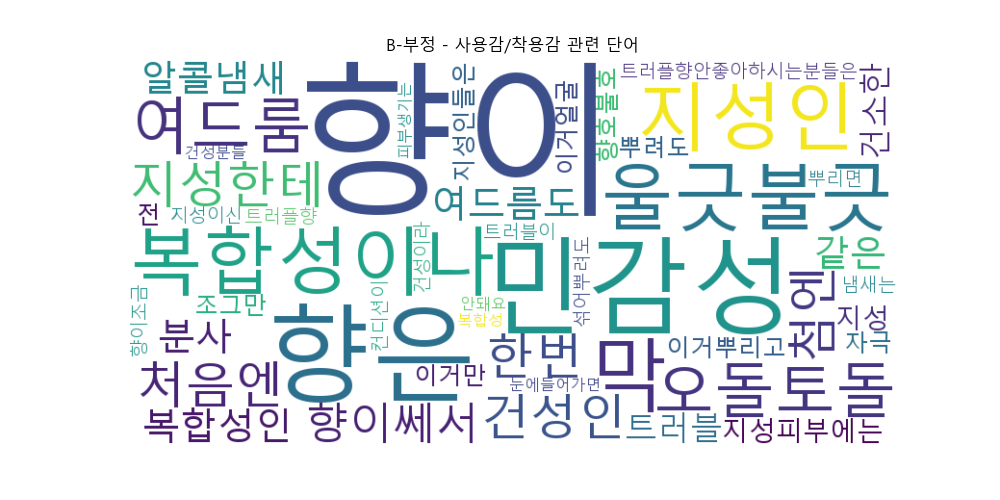 B-부정 - 사용감/착용감 관련 단어
알콜냄새
향이
피부생기는
지성인들은
이거얼굴
향호불호
트러플향안좋아하시는분들은
지성인
건소한
여드룸
건성분들
뿌려도
지성한테
여드름도
울긋불긋
뿌리면
전
지성이신
트러플향
트러블이
복합성이나
건성이라
민감성
섞어뿌려도
같은
향이조금
조그만
컨디션이
안돼요
복합성
첨엔
냄새는
향은
분사
한번
막
이거뿌리고
지성
자극
처음엔
이거만
눈에들어가면
오돌토돌
복합성인
향이쎄서
건성인
트러블
지성피부에는